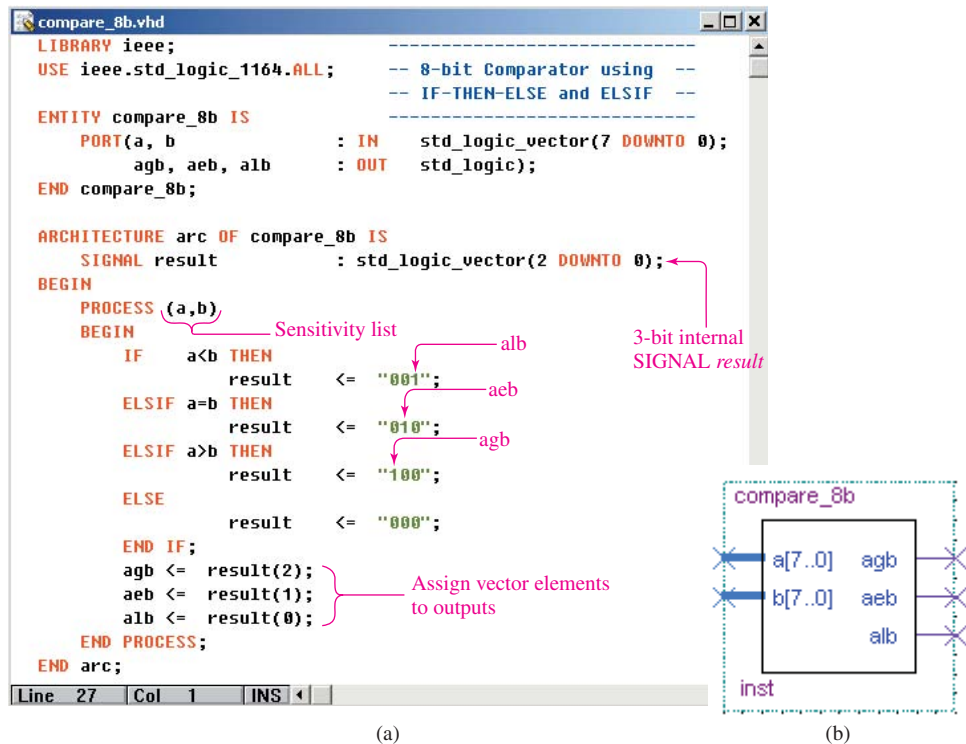 compare_8b.vhd
LIBRARY ieee; ------------------------------
USE ieee.std_logic_1164.ALL; -- 8-bit Comparator using --
-- IF-THEN-ELSE and ELSIF --
ENTITY compare_8b IS ------------------------------
PORT(a, b : IN std_logic_vector(7 DOWNTO 0);
agb, aeb, alb : OUT std_logic);
END compare_8b;
ARCHITECTURE arc OF compare_8b IS
SIGNAL result : std_logic_vector(2 DOWNTO 0);
BEGIN
PROCESS (a,b)
Sensitivity list
3-bit internal
SIGNAL result
BEGIN
alb
IF a<b THEN
result <= "001";
aeb
ELSIF a=b THEN
result <= "010";
agb
ELSIF a>b THEN
result <= "100";
ELSE
result <= "000";
END IF;
agb <= result(2);
aeb <= result(1);
alb <= result(0);
Assign vector elements
to outputs
END PROCESS;
END arc;
Line 27 Col 1 INS
(a)
compare_8b
a[7..0] agb
b[7..0] aeb
alb
inst
(b)